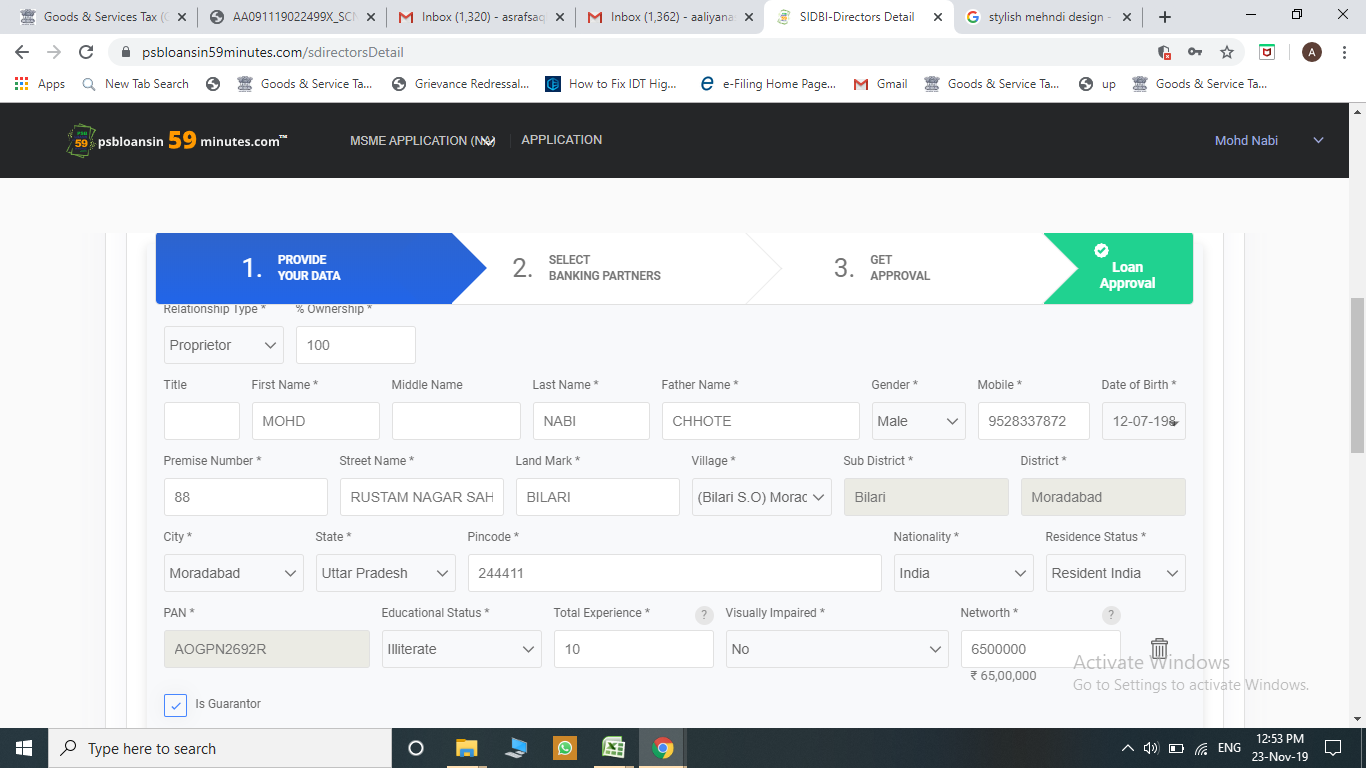 Goods & Services Tax (
AA091119022499X_SCN
Inbox (1,320) - asrafsaq
Inbox (1,362) - aaliyana
SIDBI-Directors Detail
stylish mehndi design -
psbloansin59minutes.com/sdirectorsDetail
A
Apps
New Tab Search
Goods & Service Ta...
Grievance Redressal...
How to Fix IDT Hig...
e-Filing Home Page...
Gmail
Goods & Service Ta...
up
Goods & Service Ta...
psbloansin 59 minutes.com™
MSME APPLICATION
APPLICATION
Mohd Nabi
1. PROVIDE
YOUR DATA
2. SELECT
BANKING PARTNERS
3. GET
APPROVAL
Loan
Approval
Relationship Type * % Ownership *
Proprietor 100
Title First Name * Middle Name Last Name * Father Name * Gender * Mobile * Date of Birth *
MOHD NABI CHHOTE Male 9528337872 12-07-198
Premise Number * Street Name * Land Mark * Village * Sub District * District *
88 RUSTAM NAGAR SAH BILARI (Bilari S.O) Morac Bilari Moradabad
City * State * Pincode * Nationality * Residence Status *
Moradabad Uttar Pradesh 244411 India Resident India
PAN * Educational Status * Total Experience * ? Visually Impaired * Networth * ?
AOGPN2692R Illiterate 10 No 6500000
₹ 65,00,000
Is Guarantor
Activate Windows
Go to Settings to activate Windows.
Type here to search
ENG
12:53 PM
23-Nov-19